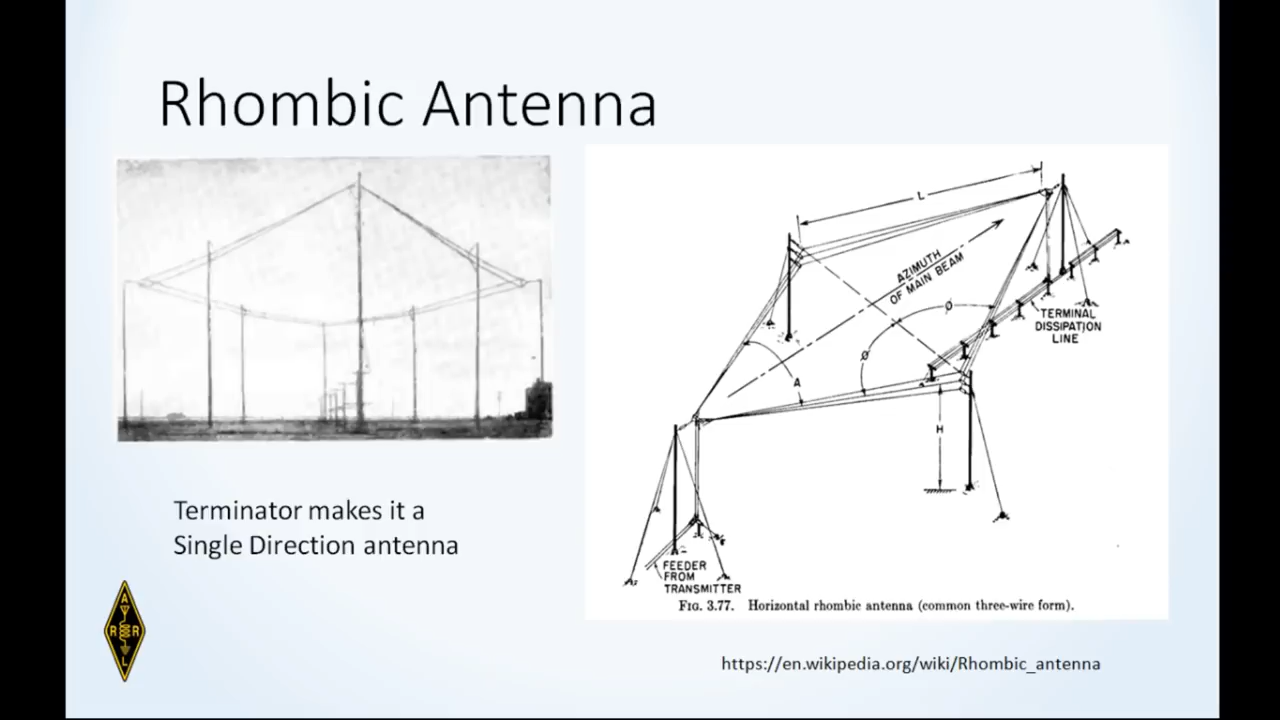 Rhombic Antenna
L
AZIMUTH
OF MAIN BEAM
Ø
TERMINAL
DISSIPATION
LINE
Ø
A
H
Terminator makes it a
Single Direction antenna
FEEDER
FROM
TRANSMITTER
FIG. 3.77. Horizontal rhombic antenna (common three-wire form).
A
R R
L
https://en.wikipedia.org/wiki/Rhombic_antenna